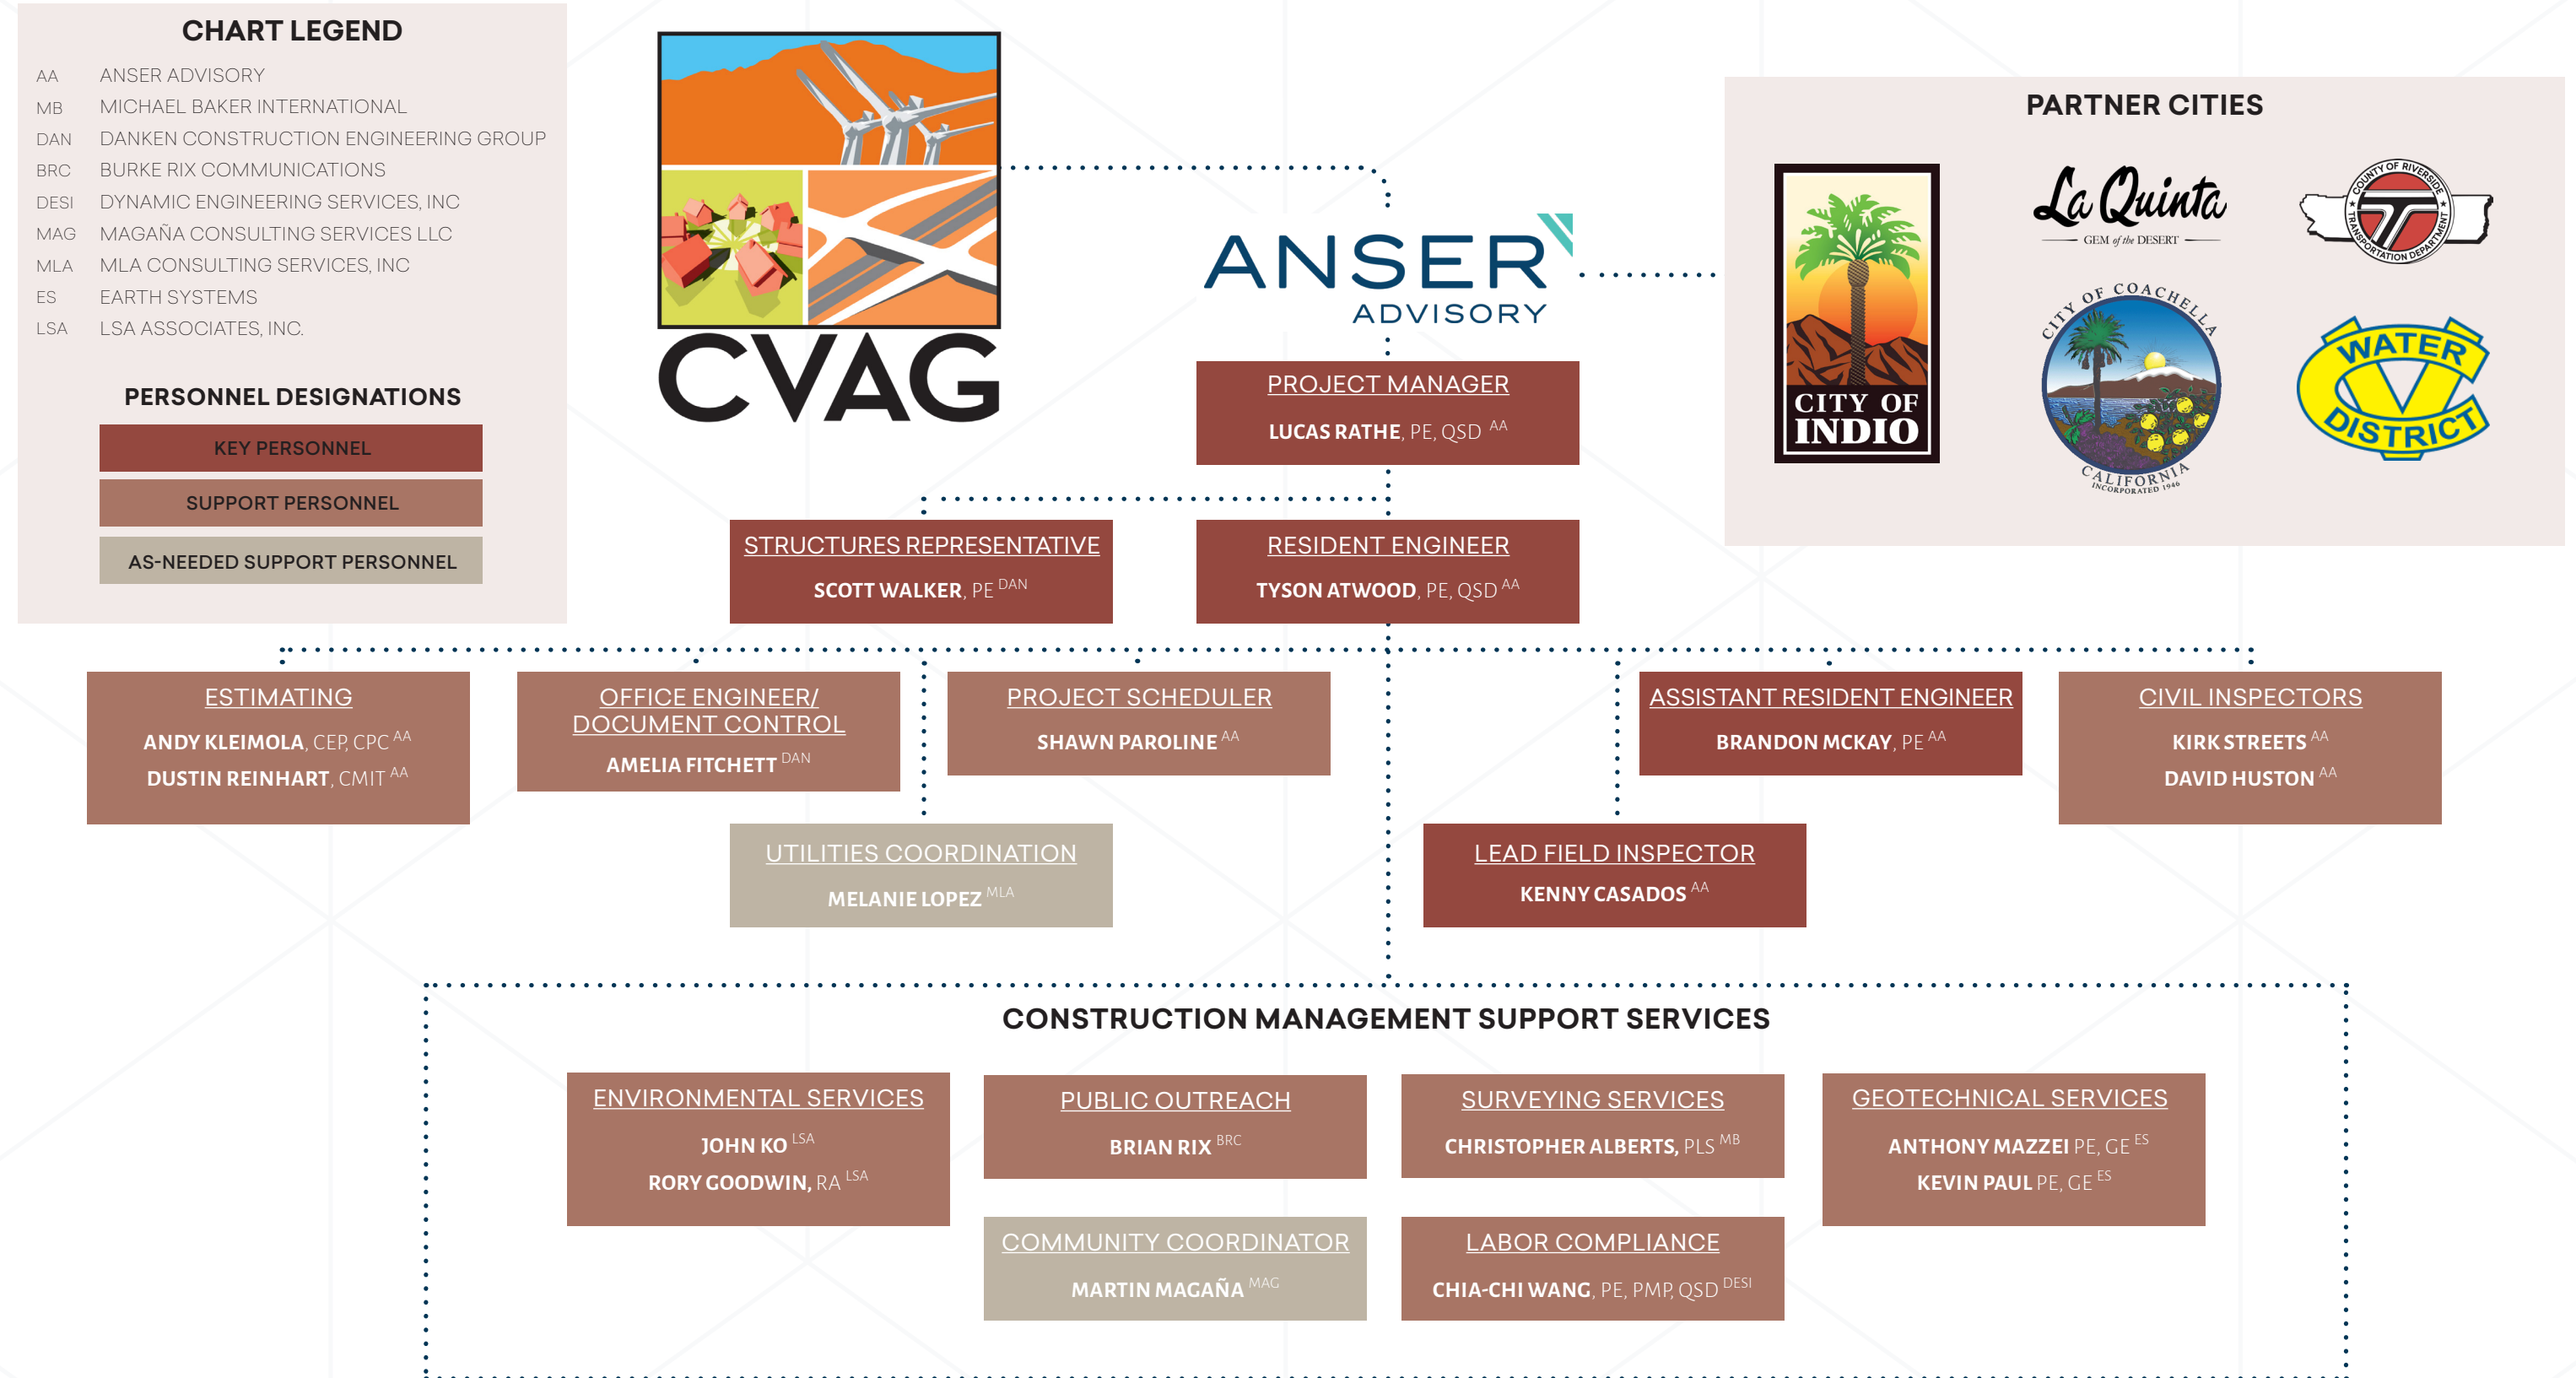 CHART LEGEND
AA ANSER ADVISORY
MB MICHAEL BAKER INTERNATIONAL
DAN DANKEN CONSTRUCTION ENGINEERING GROUP
BRC BURKE RIX COMMUNICATIONS
DESI DYNAMIC ENGINEERING SERVICES, INC
MAG MAGAÑA CONSULTING SERVICES LLC
MLA MLA CONSULTING SERVICES, INC
ES EARTH SYSTEMS
LSA LSA ASSOCIATES, INC.
PERSONNEL DESIGNATIONS
KEY PERSONNEL
SUPPORT PERSONNEL
AS-NEEDED SUPPORT PERSONNEL
CVAG
ANSER
ADVISORY
PARTNER CITIES
CITY OF
INDIO
La Quinta
GEM of the DESERT
COUNTY OF RIVERSIDE
TRANSPORTATION DEPARTMENT
CITY OF COACHELLA
CALIFORNIA
INCORPORATED 1946
WATER
CV
DISTRICT
PROJECT MANAGER
LUCAS RATHE, PE, QSD AA
STRUCTURES REPRESENTATIVE
SCOTT WALKER, PE DAN
RESIDENT ENGINEER
TYSON ATWOOD, PE, QSD AA
ESTIMATING
ANDY KLEIMOLA, CEP, CPC AA
DUSTIN REINHART, CMIT AA
OFFICE ENGINEER/
DOCUMENT CONTROL
AMELIA FITCHETT DAN
PROJECT SCHEDULER
SHAWN PAROLINE AA
ASSISTANT RESIDENT ENGINEER
BRANDON MCKAY, PE AA
CIVIL INSPECTORS
KIRK STREETS AA
DAVID HUSTON AA
UTILITIES COORDINATION
MELANIE LOPEZ MLA
LEAD FIELD INSPECTOR
KENNY CASADOS AA
CONSTRUCTION MANAGEMENT SUPPORT SERVICES
ENVIRONMENTAL SERVICES
JOHN KO LSA
RORY GOODWIN, RA LSA
PUBLIC OUTREACH
BRIAN RIX BRC
SURVEYING SERVICES
CHRISTOPHER ALBERTS, PLS MB
GEOTECHNICAL SERVICES
ANTHONY MAZZEI PE, GE ES
KEVIN PAUL PE, GE ES
COMMUNITY COORDINATOR
MARTIN MAGAÑA MAG
LABOR COMPLIANCE
CHIA-CHI WANG, PE, PMP, QSD DESI